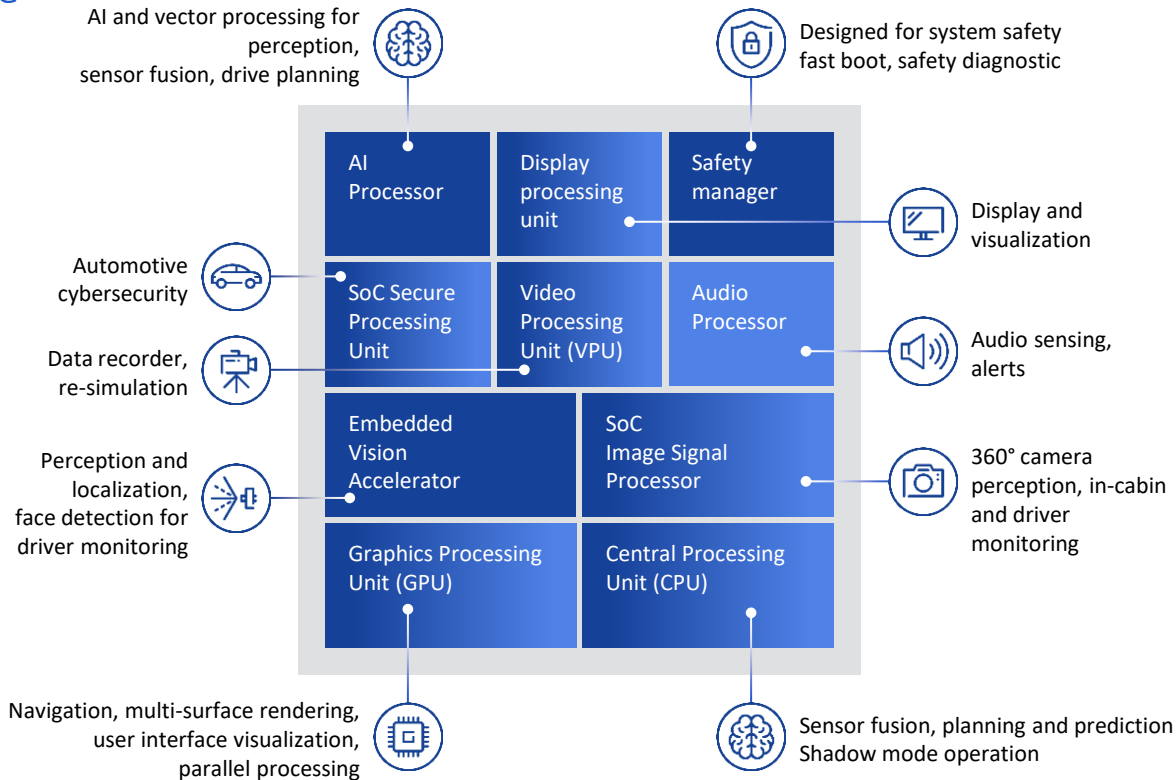 AI and vector processing for
perception,
sensor fusion, drive planning
Designed for system safety
fast boot, safety diagnostic
AI
Processor
Display
processing
unit
Safety
manager
Display and
visualization
Automotive
cybersecurity
SoC Secure
Processing
Unit
Video
Processing
Unit (VPU)
Audio
Processor
Data recorder,
re-simulation
Audio sensing,
alerts
Embedded
Vision
Accelerator
SoC
Image Signal
Processor
Perception and
localization,
face detection for
driver monitoring
360° camera
perception, in-cabin
and driver
monitoring
Graphics Processing
Unit (GPU)
Central Processing
Unit (CPU)
Navigation, multi-surface rendering,
user interface visualization,
parallel processing
Sensor fusion, planning and prediction
Shadow mode operation